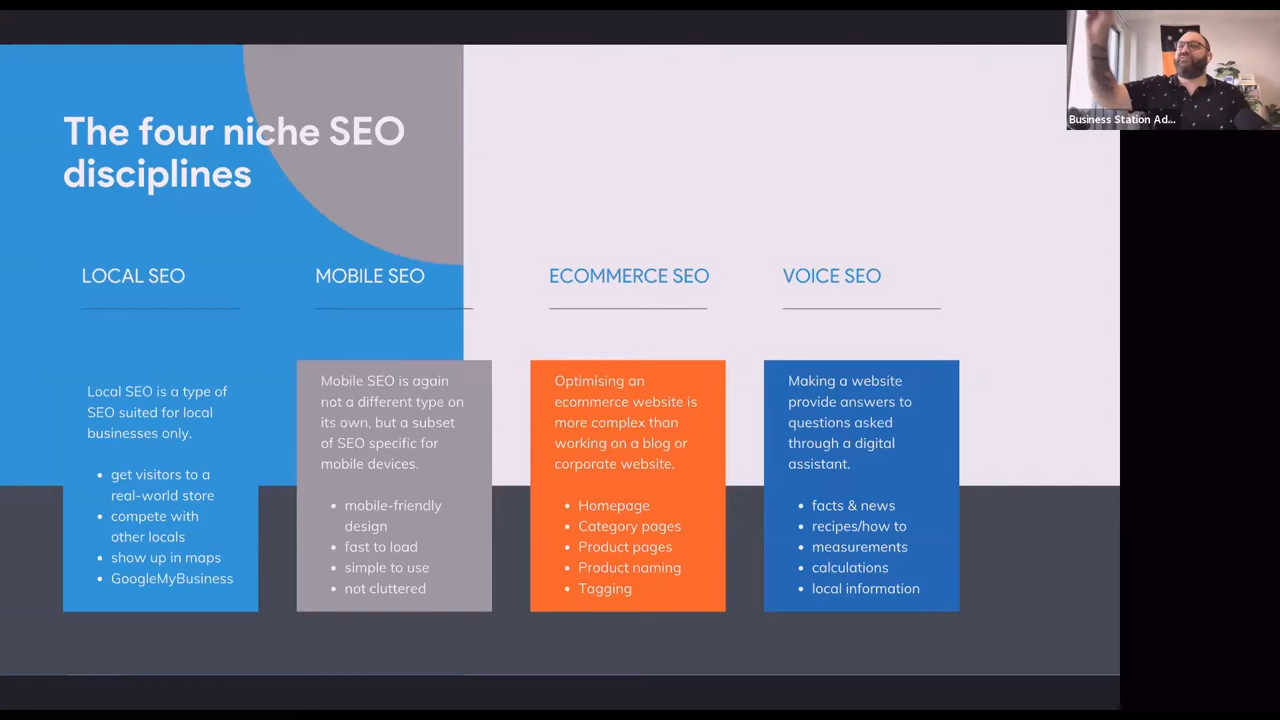 The four niche SEO
disciplines
Business Station Ad...
LOCAL SEO
Local SEO is a type of
SEO suited for local
businesses only.
• get visitors to a
real-world store
• compete with
other locals
• show up in maps
• GoogleMyBusiness
MOBILE SEO
Mobile SEO is again
not a different type on
its own, but a subset
of SEO specific for
mobile devices.
• mobile-friendly
design
• fast to load
• simple to use
• not cluttered
ECOMMERCE SEO
Optimising an
ecommerce website is
more complex than
working on a blog or
corporate website.
• Homepage
• Category pages
• Product pages
• Product naming
• Tagging
VOICE SEO
Making a website
provide answers to
questions asked
through a digital
assistant.
• facts & news
• recipes/how to
• measurements
• calculations
• local information